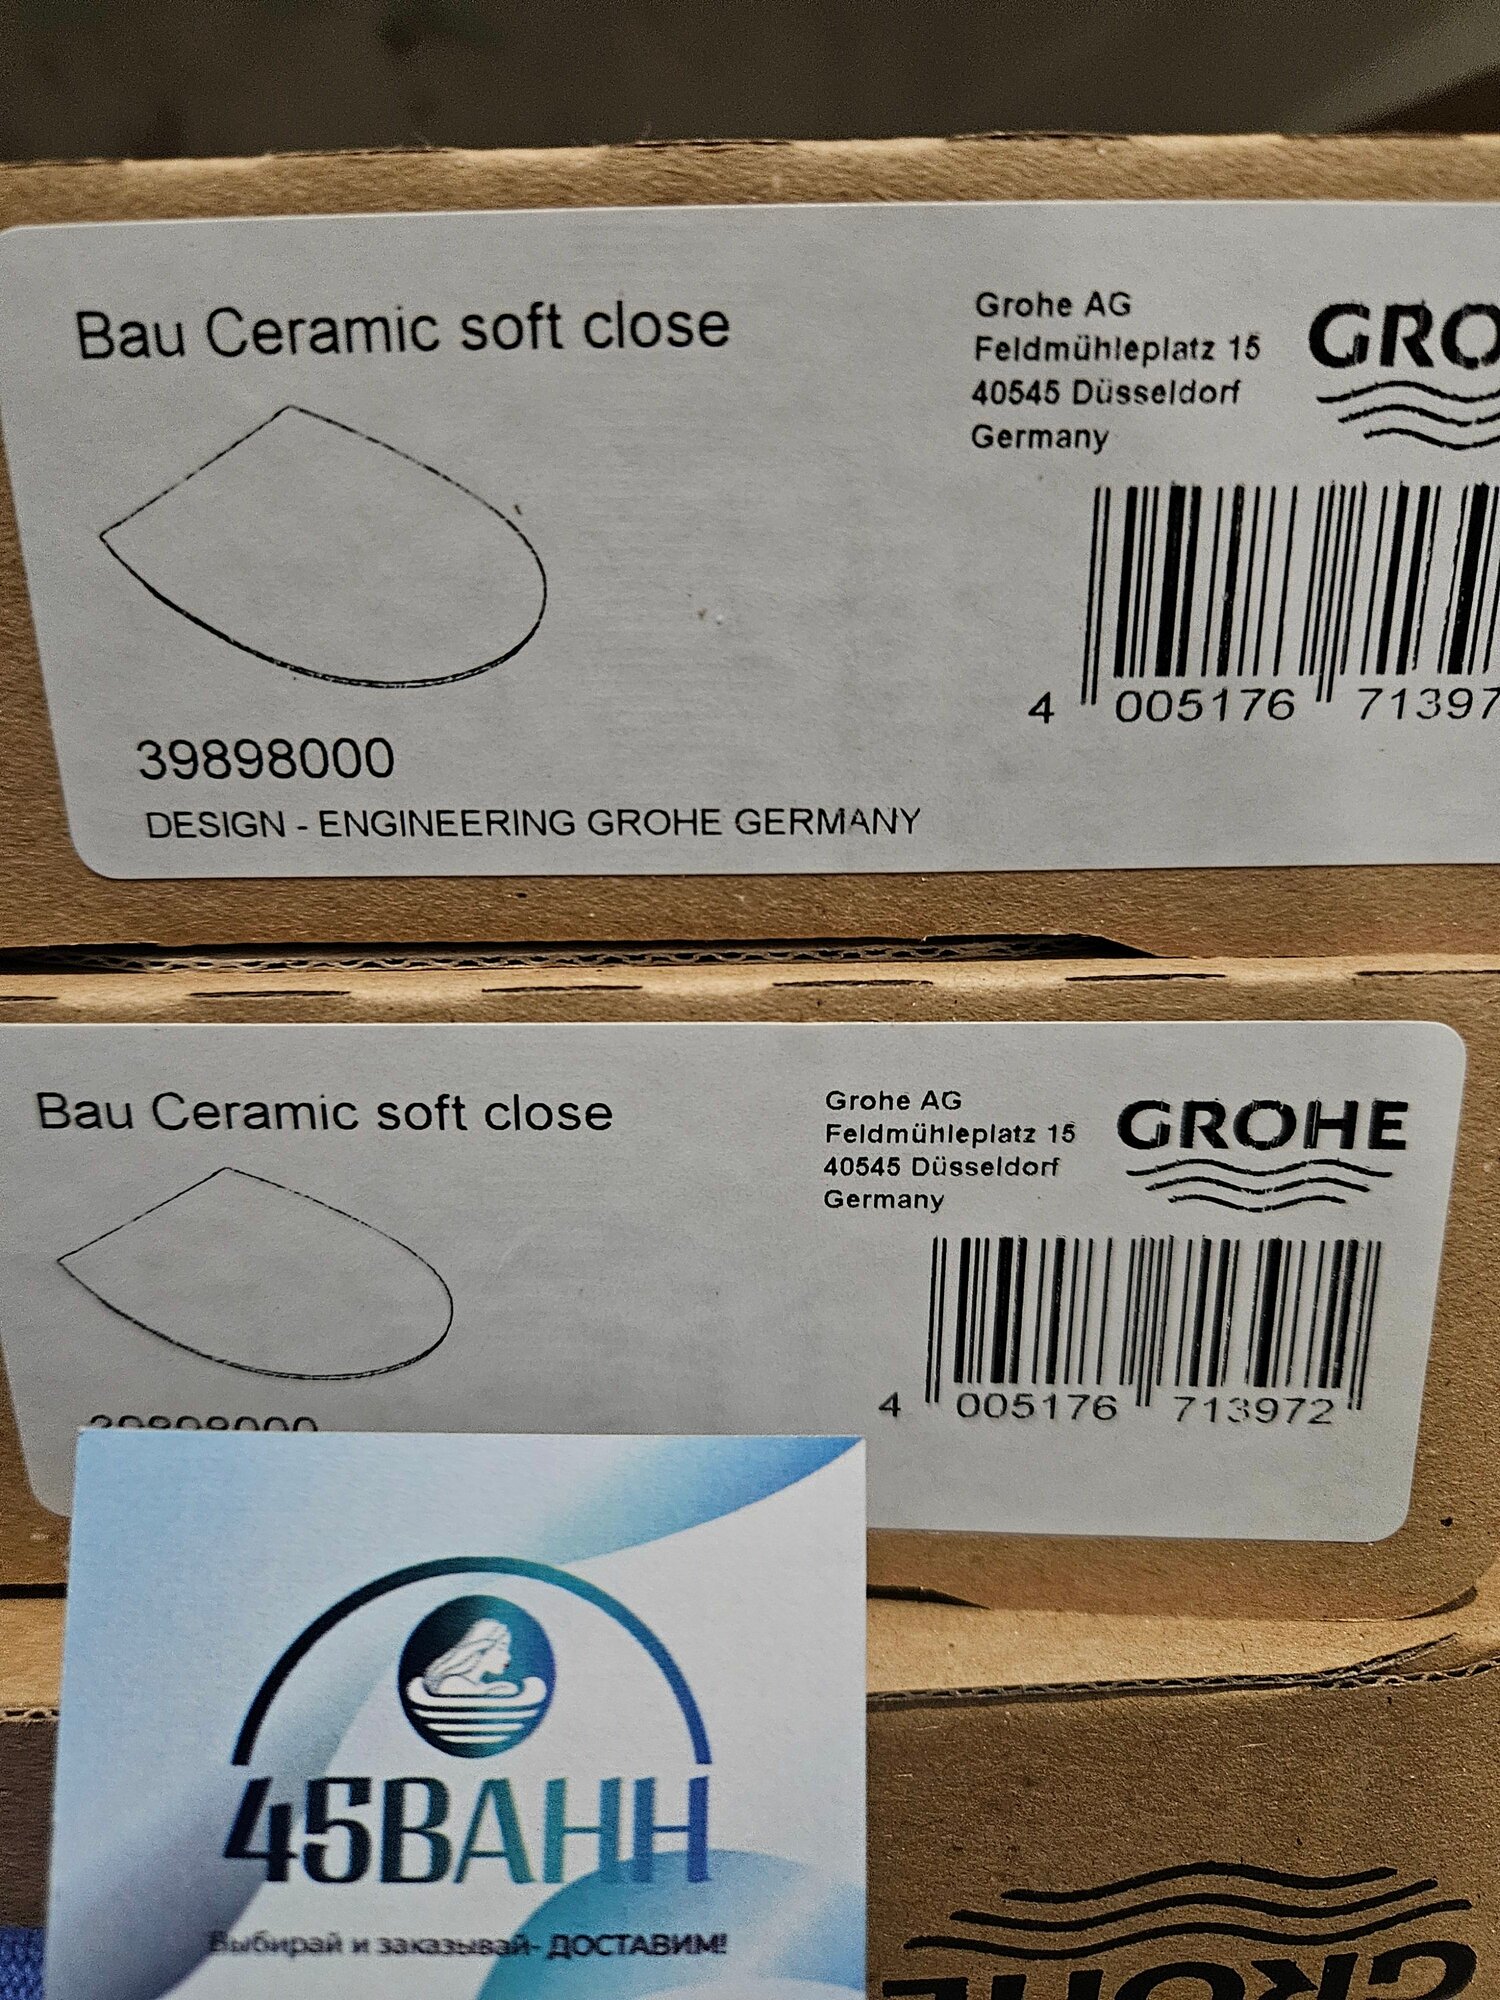 Bau Ceramic soft close
Grohe AG
Feldmühleplatz 15
40545 Düsseldorf
Germany
GRO
4 005176 71397
39898000
DESIGN - ENGINEERING GROHE GERMANY
Bau Ceramic soft close
Grohe AG
Feldmühleplatz 15
40545 Düsseldorf
Germany
GROHE
4 005176 713972
39898000
45ВАНН
Выбирай и заказывай- ДОСТАВИМ!
GROHE